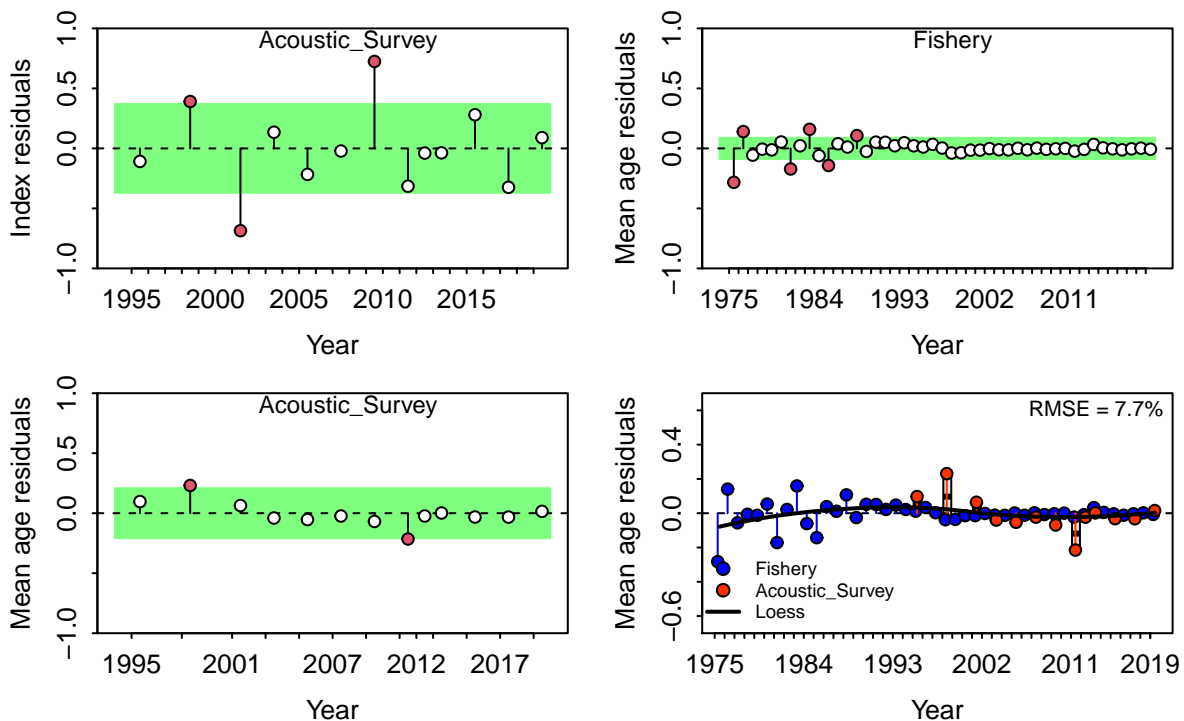 Acoustic_Survey
Index residuals
1.0
0.5
0.0
−1.0
1995 2000 2005 2010 2015
Year
Fishery
Mean age residuals
1.0
0.5
0.0
−1.0
1975 1984 1993 2002 2011
Year
Acoustic_Survey
Mean age residuals
1.0
0.5
0.0
−1.0
1995 2001 2007 2012 2017
Year
RMSE = 7.7%
Mean age residuals
0.4
0.0
−0.6
Fishery
Acoustic_Survey
Loess
1975 1984 1993 2002 2011 2019
Year